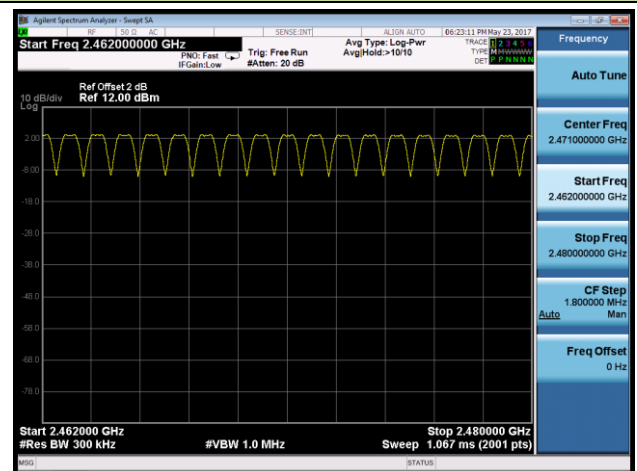 Agilent Spectrum Analyzer - Swept SA
RF 50 Ω AC SENSE:INT ALIGN AUTO 06:23:11 PM May 23, 2017
Start Freq 2.462000000 GHz
PNO: Fast
IFGain:Low
Trig: Free Run
#Atten: 20 dB
Avg Type: Log-Pwr
Avg|Hold:>10/10
TRACE 1 2 3 4 5 6
TYPE M M W W W W
DET P P N N N N
Ref Offset 2 dB
10 dB/div Ref 12.00 dBm
Log
2.00
-8.00
-18.0
-28.0
-38.0
-48.0
-58.0
-68.0
-78.0
Start 2.462000 GHz Stop 2.480000 GHz
#Res BW 300 kHz #VBW 1.0 MHz Sweep 1.067 ms (2001 pts)
MSG STATUS
Frequency
Auto Tune
Center Freq
2.471000000 GHz
Start Freq
2.462000000 GHz
Stop Freq
2.480000000 GHz
CF Step
1.800000 MHz
Auto Man
Freq Offset
0 Hz